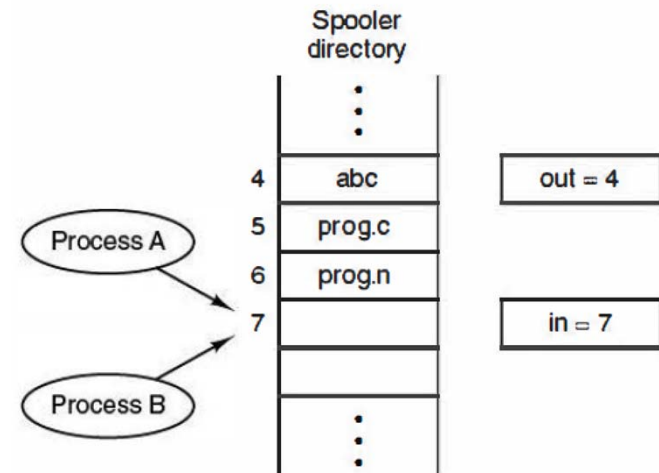 Spooler
directory
4
abc
out = 4
5
prog.c
Process A
6
prog.n
7
in = 7
Process B